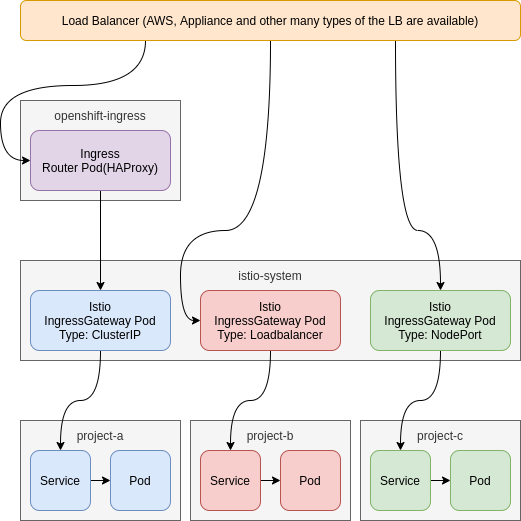 Load Balancer (AWS, Appliance and other many types of the LB are available)
openshift-ingress
Ingress
Router Pod(HAProxy)
istio-system
Istio
IngressGateway Pod
Type: ClusterIP
Istio
IngressGateway Pod
Type: Loadbalancer
Istio
IngressGateway Pod
Type: NodePort
project-a
Service
Pod
project-b
Service
Pod
project-c
Service
Pod